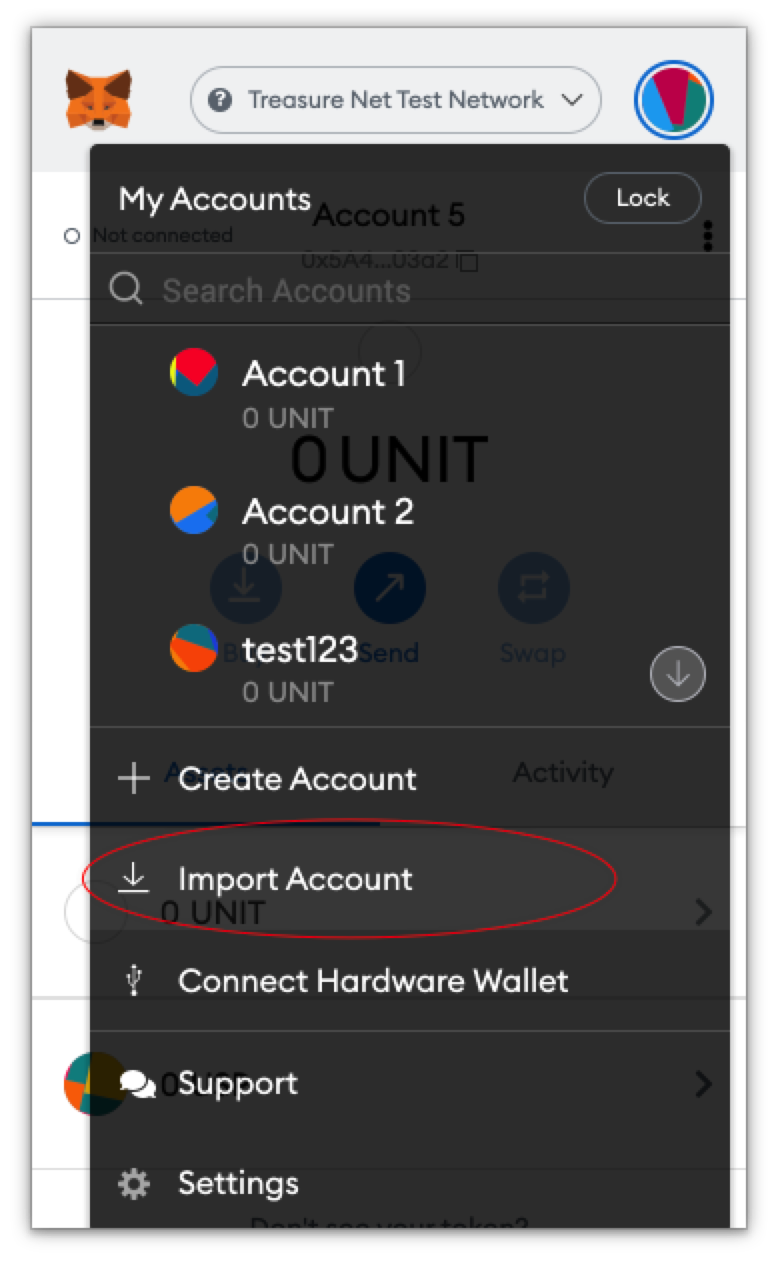 Treasure Net Test Network
My Accounts
Lock
Account 5
Not connected
0x5A4...03a2
Search Accounts
Account 1
0 UNIT
0 UNIT
Account 2
0 UNIT
test123
Send
Swap
0 UNIT
Assets
Create Account
Activity
Import Account
0 UNIT
Connect Hardware Wallet
Support
Settings
Don't see your token?